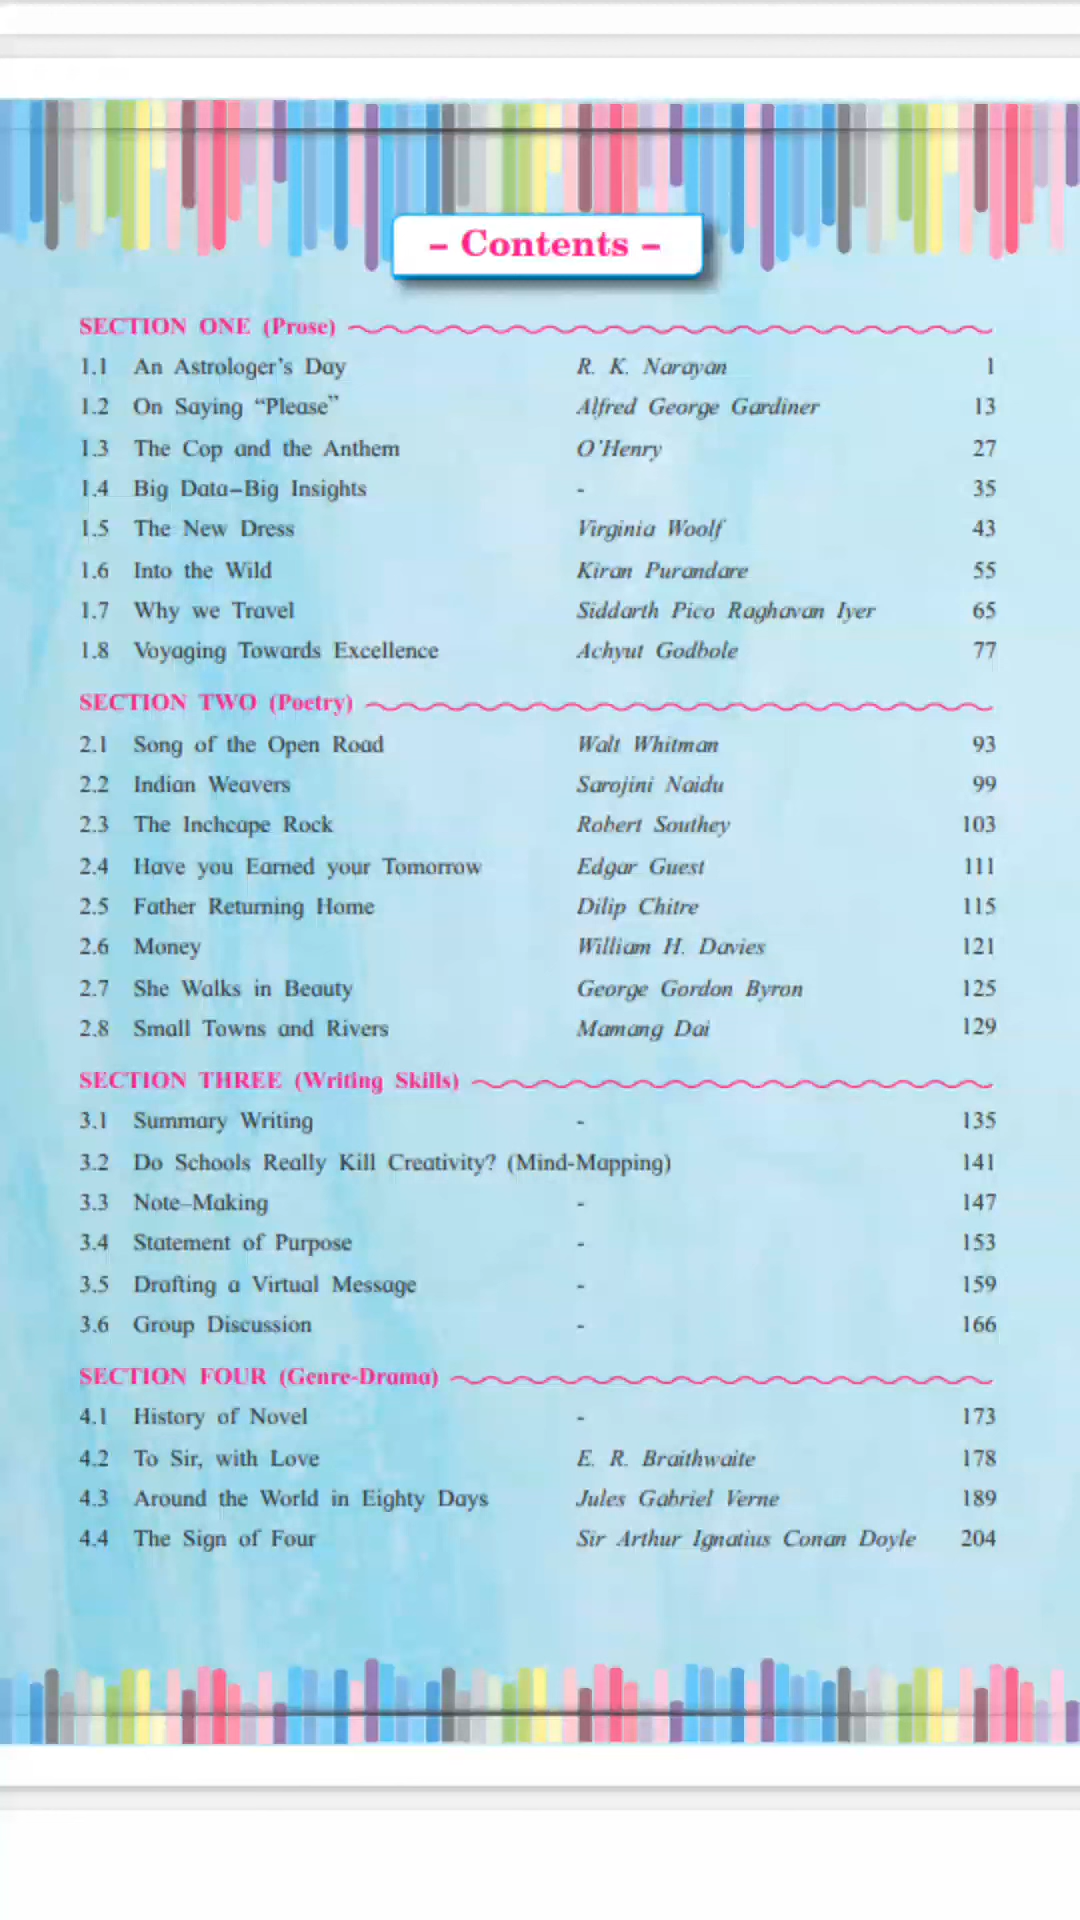 – Contents –
SECTION ONE (Prose)
1.1 An Astrologer's Day R. K. Narayan 1
1.2 On Saying “Please” Alfred George Gardiner 13
1.3 The Cop and the Anthem O'Henry 27
1.4 Big Data–Big Insights - 35
1.5 The New Dress Virginia Woolf 43
1.6 Into the Wild Kiran Purandare 55
1.7 Why we Travel Siddarth Pico Raghavan Iyer 65
1.8 Voyaging Towards Excellence Achyut Godbole 77
SECTION TWO (Poetry)
2.1 Song of the Open Road Walt Whitman 93
2.2 Indian Weavers Sarojini Naidu 99
2.3 The Inchcape Rock Robert Southey 103
2.4 Have you Earned your Tomorrow Edgar Guest 111
2.5 Father Returning Home Dilip Chitre 115
2.6 Money William H. Davies 121
2.7 She Walks in Beauty George Gordon Byron 125
2.8 Small Towns and Rivers Mamang Dai 129
SECTION THREE (Writing Skills)
3.1 Summary Writing - 135
3.2 Do Schools Really Kill Creativity? (Mind-Mapping) 141
3.3 Note–Making - 147
3.4 Statement of Purpose - 153
3.5 Drafting a Virtual Message - 159
3.6 Group Discussion - 166
SECTION FOUR (Genre-Drama)
4.1 History of Novel - 173
4.2 To Sir, with Love E. R. Braithwaite 178
4.3 Around the World in Eighty Days Jules Gabriel Verne 189
4.4 The Sign of Four Sir Arthur Ignatius Conan Doyle 204